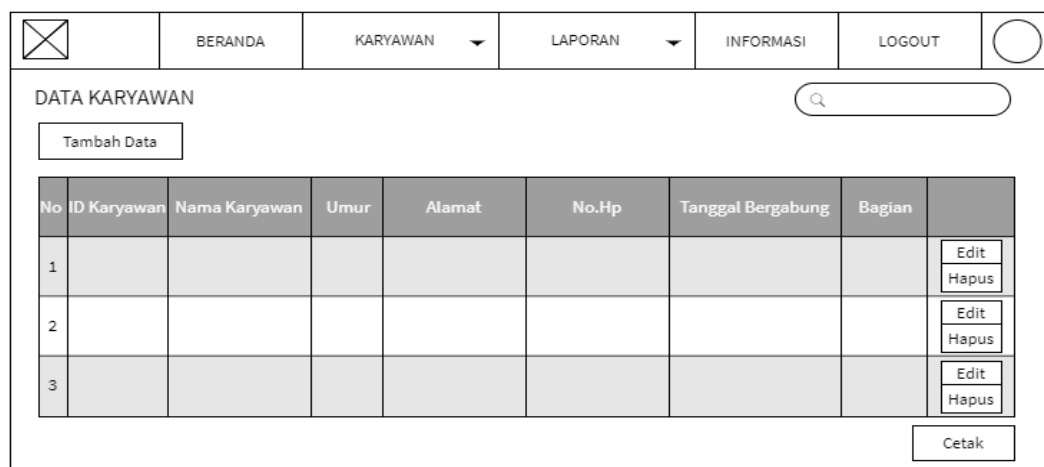 BERANDA KARYAWAN LAPORAN INFORMASI LOGOUT
DATA KARYAWAN
Tambah Data
No ID Karyawan Nama Karyawan Umur Alamat No.Hp Tanggal Bergabung Bagian
1 Edit
Hapus
2 Edit
Hapus
3 Edit
Hapus
Cetak